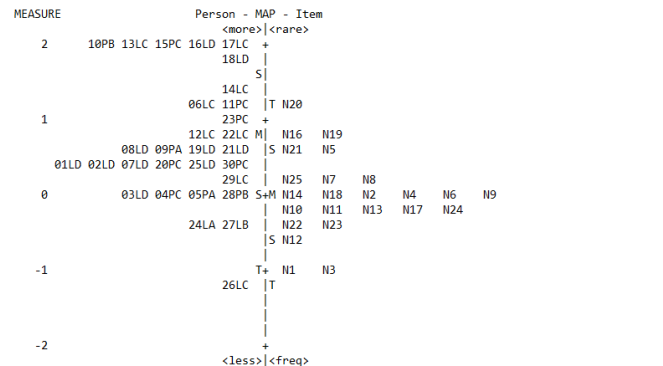 MEASURE Person - MAP - Item
<more>|<rare>
2 10PB 13LC 15PC 16LD 17LC +
18LD |
S|
14LC |
06LC 11PC |T N20
1 23PC +
12LC 22LC M| N16 N19
08LD 09PA 19LD 21LD |S N21 N5
01LD 02LD 07LD 20PC 25LD 30PC |
29LC | N25 N7 N8
0 03LD 04PC 05PA 28PB S+M N14 N18 N2 N4 N6 N9
| N10 N11 N13 N17 N24
24LA 27LB | N22 N23
|S N12
|
-1 T+ N1 N3
26LC |T
|
|
|
-2 +
<less>|<freq>